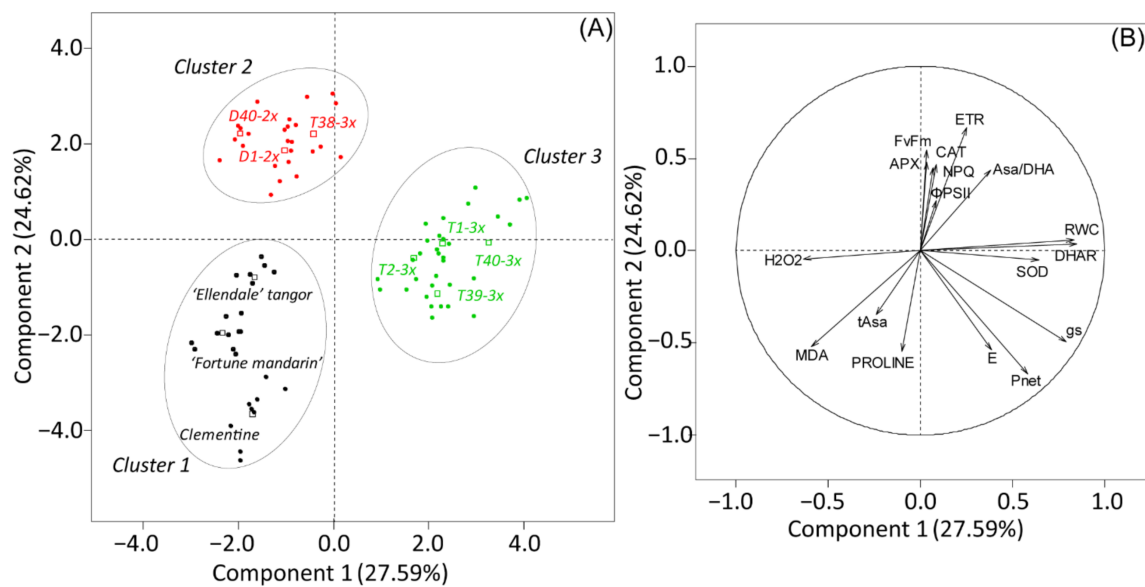 (A)
Component 2 (24.62%)
4.0
2.0
0.0
−2.0
−4.0
Cluster 2
D40-2x
T38-3x
D1-2x
Cluster 3
T1-3x
T2-3x
T40-3x
T39-3x
'Ellendale' tangor
'Fortune mandarin'
Clementine
Cluster 1
−4.0 −2.0 0.0 2.0 4.0
Component 1 (27.59%)
(B)
Component 2 (24.62%)
1.0
0.5
0.0
−0.5
−1.0
ETR
FvFm
CAT
APX
NPQ
Asa/DHA
ΦPSII
RWC
DHAR
H2O2
SOD
tAsa
gs
MDA
PROLINE
E
Pnet
−1.0 −0.5 0.0 0.5 1.0
Component 1 (27.59%)